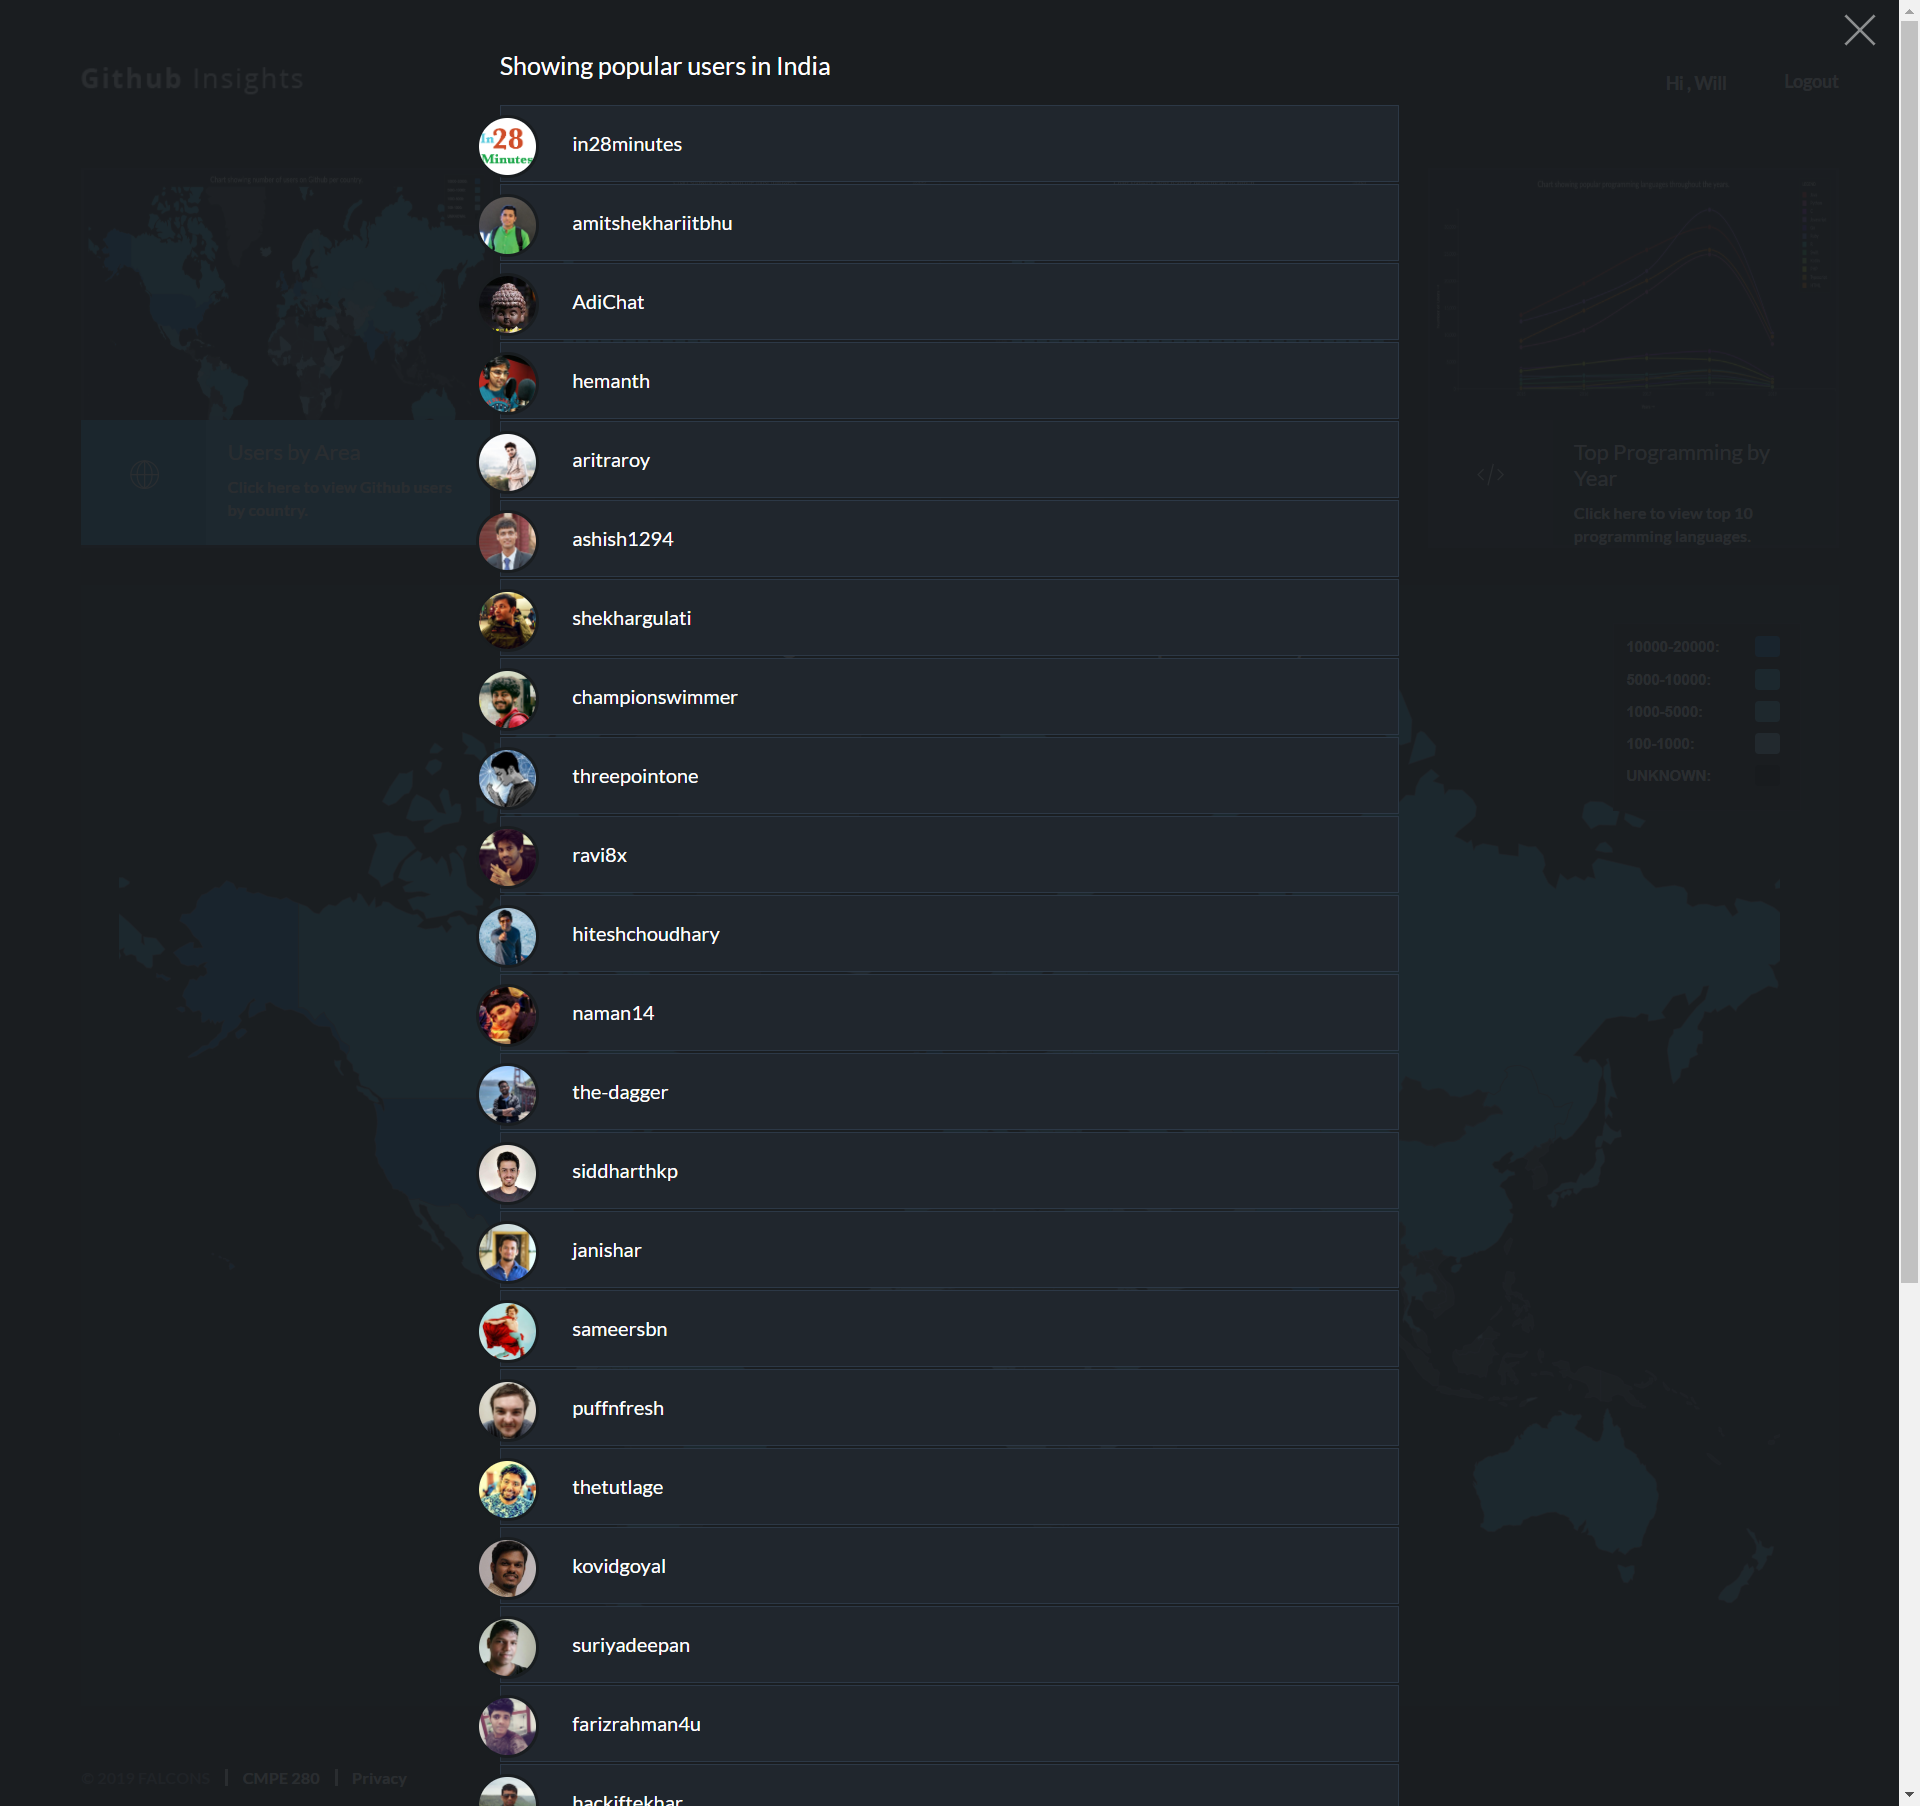 Github Insights
Hi , Will
Logout
Showing popular users in India
in28
Minutes
in28minutes
amitshekhariitbhu
AdiChat
hemanth
aritraroy
ashish1294
shekhargulati
championswimmer
threepointone
ravi8x
hiteshchoudhary
naman14
the-dagger
siddharthkp
janishar
sameersbn
puffnfresh
thetutlage
kovidgoyal
suriyadeepan
farizrahman4u
hackiftekhar
Users by Area
Click here to view Github users
by country.
Top Programming by
Year
Click here to view top 10
programming languages.
10000-20000:
5000-10000:
1000-5000:
100-1000:
UNKNOWN:
© 2019 FALCONS | CMPE 280 | Privacy